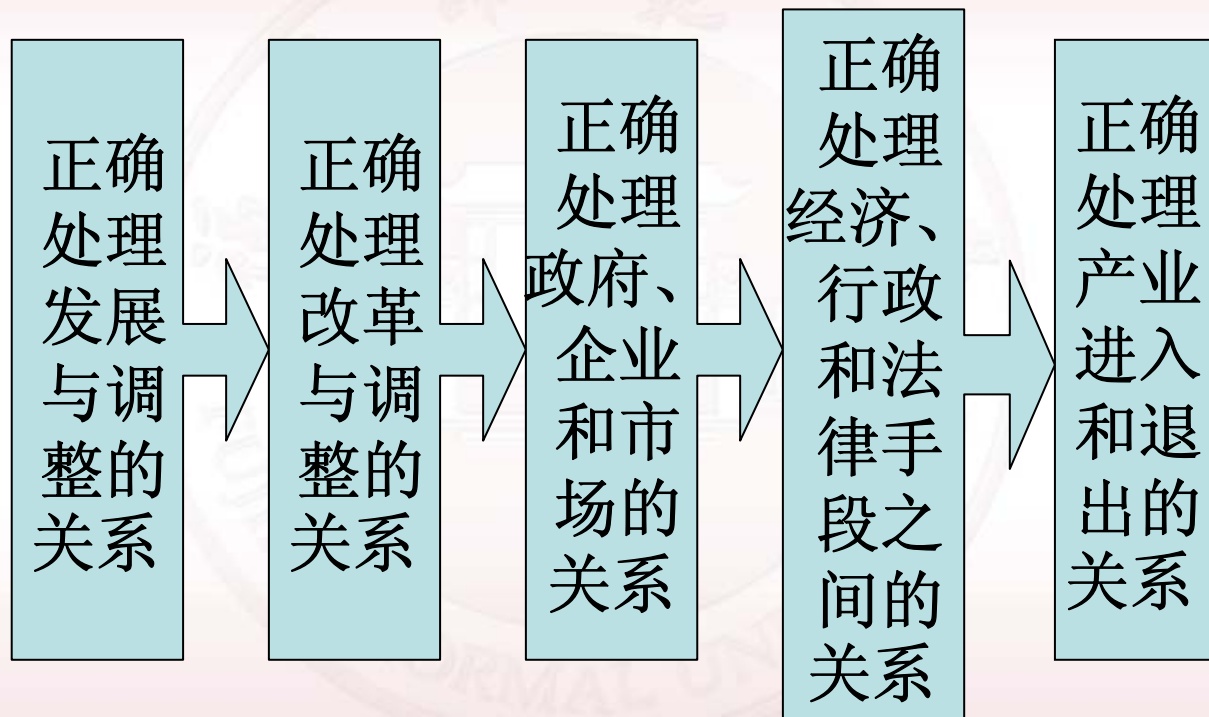 正确
处理
发展
与调
整的
关系
正确
处理
改革
与调
整的
关系
正确
处理
政府、
企业
和市
场的
关系
正确
处理
经济、
行政
和法
律手
段之
间的
关系
正确
处理
产业
进入
和退
出的
关系